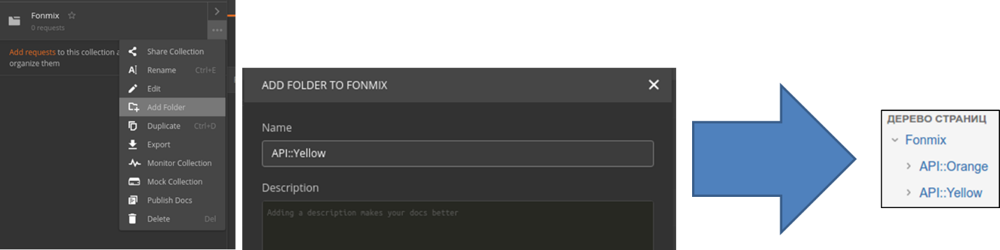 Fonmix
0 requests
Add requests to this collection a
organize them
Share Collection
Rename Ctrl+E
Edit
Add Folder
Duplicate Ctrl+D
Export
Monitor Collection
Mock Collection
Publish Docs
Delete Del
ADD FOLDER TO FONMIX
Name
API::Yellow
Description
Adding a description makes your docs better
ДЕРЕВО СТРАНИЦ
Fonmix
API::Orange
API::Yellow